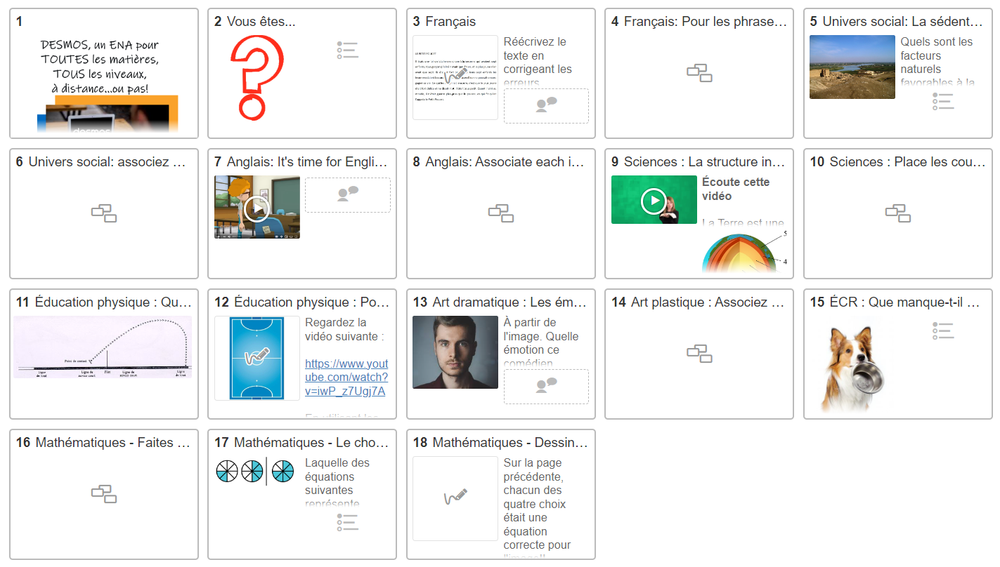 1
DESMOS, un ENA pour
TOUTES les matières,
TOUS les niveaux,
à distance...ou pas!
desmos
2 Vous êtes...
3 Français
LE PETIT POUCET
Réécrivez le
texte en
corrigeant les
erreurs
4 Français: Pour les phrase…
5 Univers social: La sédent…
Quels sont les
facteurs
naturels
favorables à la
6 Univers social: associez …
7 Anglais: It's time for Engli…
8 Anglais: Associate each i…
9 Sciences : La structure in…
Écoute cette
vidéo
La Terre est une
5
4
10 Sciences : Place les cou…
11 Éducation physique : Qu…
Point de contact
Ligne
de fond
Ligne de
service court
Filet
Ligne de
service court
Ligne
de fond
12 Éducation physique : Po…
Regardez la
vidéo suivante :
https://www.yout
ube.com/watch?
v=iwP_z7Ugj7A
En utilisant les
13 Art dramatique : Les ém…
À partir de
l'image. Quelle
émotion ce
comédien
14 Art plastique : Associez …
15 ÉCR : Que manque-t-il …
16 Mathématiques - Faites …
17 Mathématiques - Le cho…
Laquelle des
équations
suivantes
représente
18 Mathématiques - Dessin…
Sur la page
précédente,
chacun des
quatre choix
était une
équation
correcte pour
l'image!!